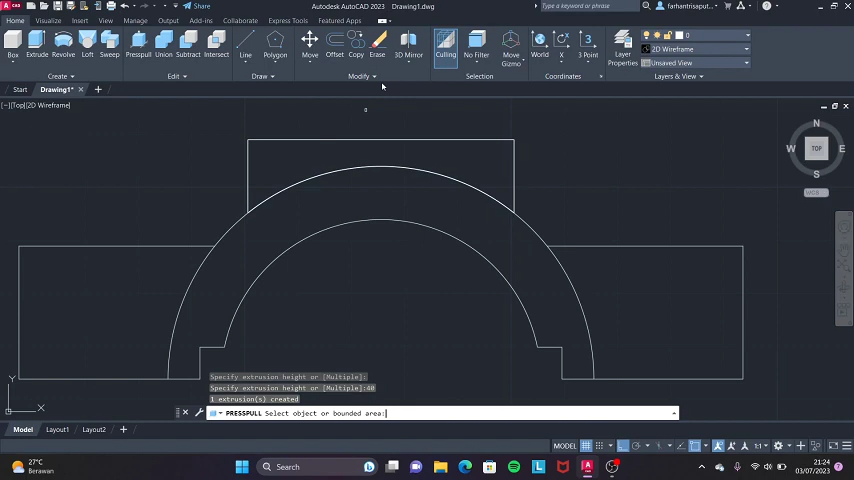 Share
Autodesk AutoCAD 2023 Drawing1.dwg
Type a keyword or phrase
farhantrisaput...
Home Visualize Insert View Manage Output Add-ins Collaborate Express Tools Featured Apps
Box Extrude Revolve Loft Sweep
Presspull Union Subtract Intersect
Line Polygon
Move Offset Copy Erase 3D Mirror
Culling No Filter Move Gizmo
World X 3 Point
Layer Properties
0
2D Wireframe
Unsaved View
Create Edit Draw Modify Selection Coordinates Layers & View
Start Drawing1*
[−][Top][2D Wireframe]
N
W TOP E
S
WCS
Y
X
Specify extrusion height or [Multiple]:
Specify extrusion height or [Multiple]:40
1 extrusion(s) created
PRESSPULL Select object or bounded area:
Model Layout1 Layout2
MODEL 1:1
27°C
Berawan
Search
21:24
03/07/2023